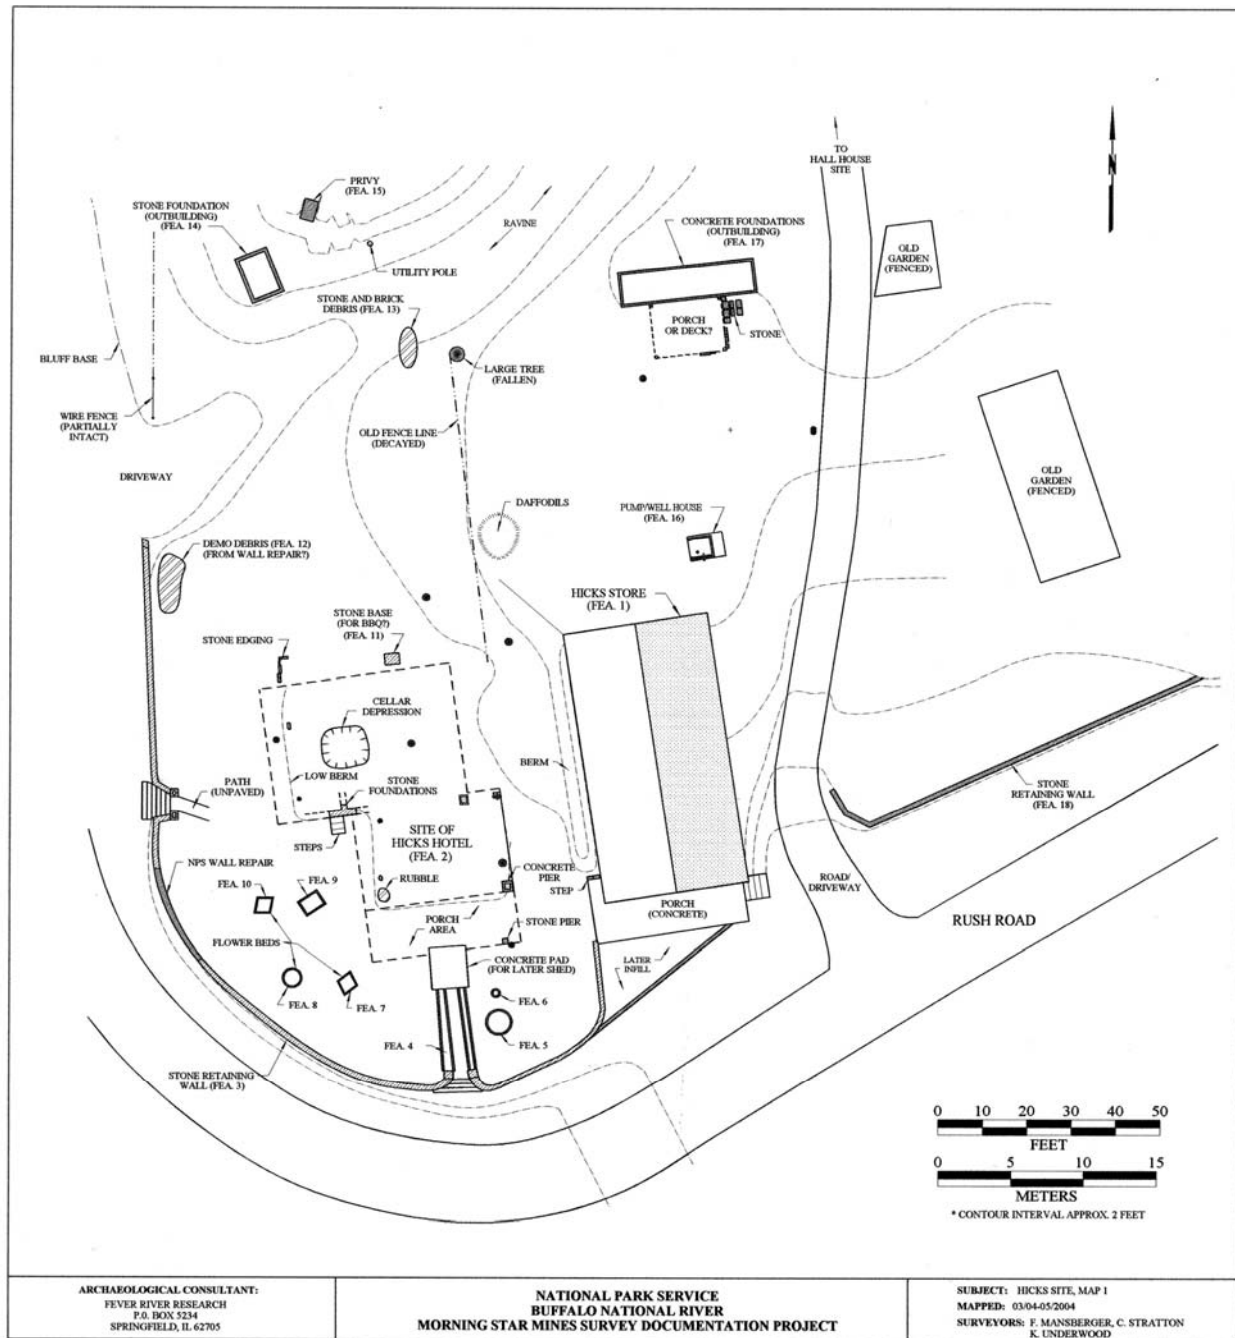 TO
HALL HOUSE
SITE
N
PRIVY
(FEA. 15)
STONE FOUNDATION
(OUTBUILDING)
(FEA. 14)
RAVINE
CONCRETE FOUNDATIONS
(OUTBUILDING)
(FEA. 17)
OLD
GARDEN
(FENCED)
UTILITY POLE
STONE AND BRICK
DEBRIS (FEA. 13)
PORCH
OR DECK?
STONE
BLUFF BASE
LARGE TREE
(FALLEN)
WIRE FENCE
(PARTIALLY
INTACT)
OLD FENCE LINE
(DECAYED)
OLD
GARDEN
(FENCED)
DRIVEWAY
DAFFODILS
PUMP/WELL HOUSE
(FEA. 16)
DEMO DEBRIS (FEA. 12)
(FROM WALL REPAIR?)
HICKS STORE
(FEA. 1)
STONE BASE
(FOR BBQ?)
(FEA. 11)
STONE EDGING
CELLAR
DEPRESSION
BERM
PATH
(UNPAVED)
LOW BERM
STONE
FOUNDATIONS
STONE
RETAINING WALL
(FEA. 18)
SITE OF
HICKS HOTEL
(FEA. 2)
STEPS
NPS WALL REPAIR
FEA. 10
FEA. 9
RUBBLE
CONCRETE
PIER
STEP
ROAD/
DRIVEWAY
PORCH
(CONCRETE)
RUSH ROAD
PORCH
AREA
STONE PIER
FLOWER BEDS
CONCRETE PAD
(FOR LATER SHED)
LATER
INFILL
FEA. 8
FEA. 7
FEA. 6
FEA. 5
FEA. 4
STONE RETAINING
WALL (FEA. 3)
0 10 20 30 40 50
FEET
0 5 10 15
METERS
* CONTOUR INTERVAL APPROX. 2 FEET
ARCHAEOLOGICAL CONSULTANT:
FEVER RIVER RESEARCH
P.O. BOX 5234
SPRINGFIELD, IL 62705
NATIONAL PARK SERVICE
BUFFALO NATIONAL RIVER
MORNING STAR MINES SURVEY DOCUMENTATION PROJECT
SUBJECT: HICKS SITE, MAP 1
MAPPED: 03/04-05/2004
SURVEYORS: F. MANSBERGER, C. STRATTON
K. UNDERWOOD